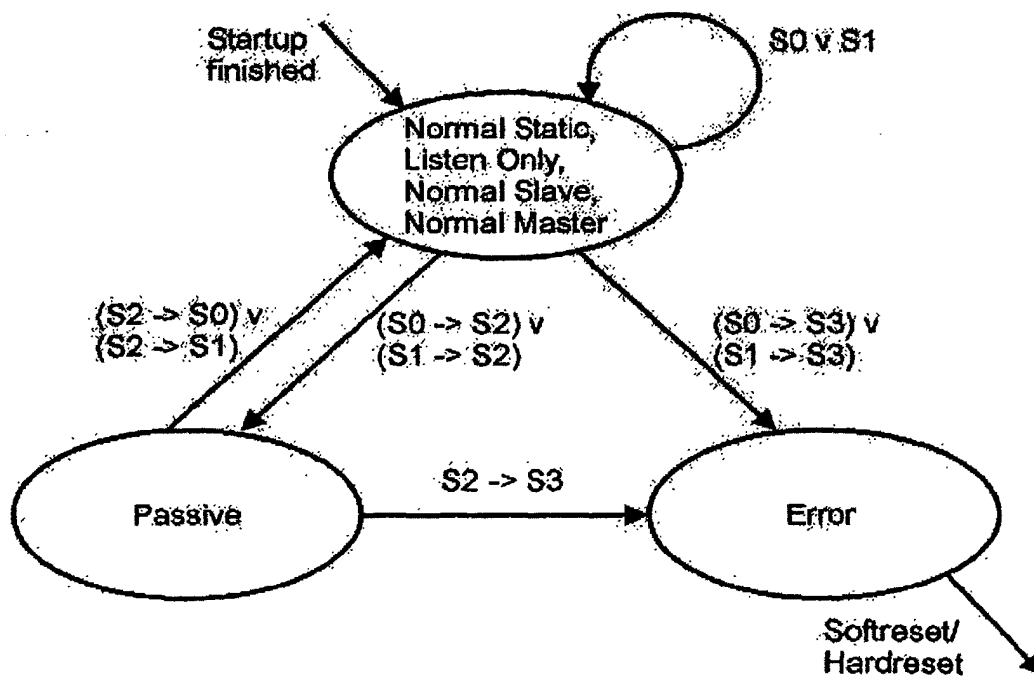 Startup
finished
S0 v S1
Normal Static,
Listen Only,
Normal Slave,
Normal Master
(S2 -> S0) v
(S2 -> S1)
(S0 -> S2) v
(S1 -> S2)
(S0 -> S3) v
(S1 -> S3)
Passive
S2 -> S3
Error
Softreset/
Hardreset